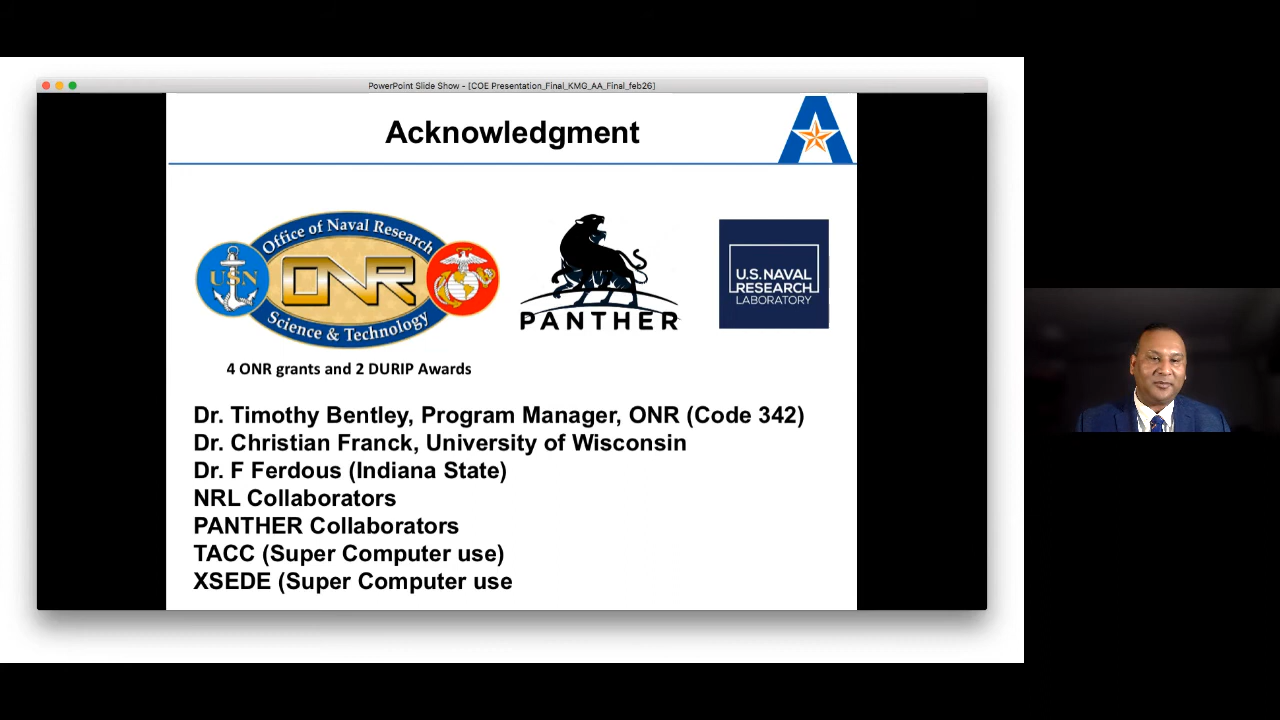 PowerPoint Slide Show - [COE Presentation_Final_KMG_AA_Final_feb26]
Acknowledgment
Office of Naval Research
USN
ONR
Science & Technology
PANTHER
U.S. NAVAL
RESEARCH
LABORATORY
4 ONR grants and 2 DURIP Awards
Dr. Timothy Bentley, Program Manager, ONR (Code 342)
Dr. Christian Franck, University of Wisconsin
Dr. F Ferdous (Indiana State)
NRL Collaborators
PANTHER Collaborators
TACC (Super Computer use)
XSEDE (Super Computer use